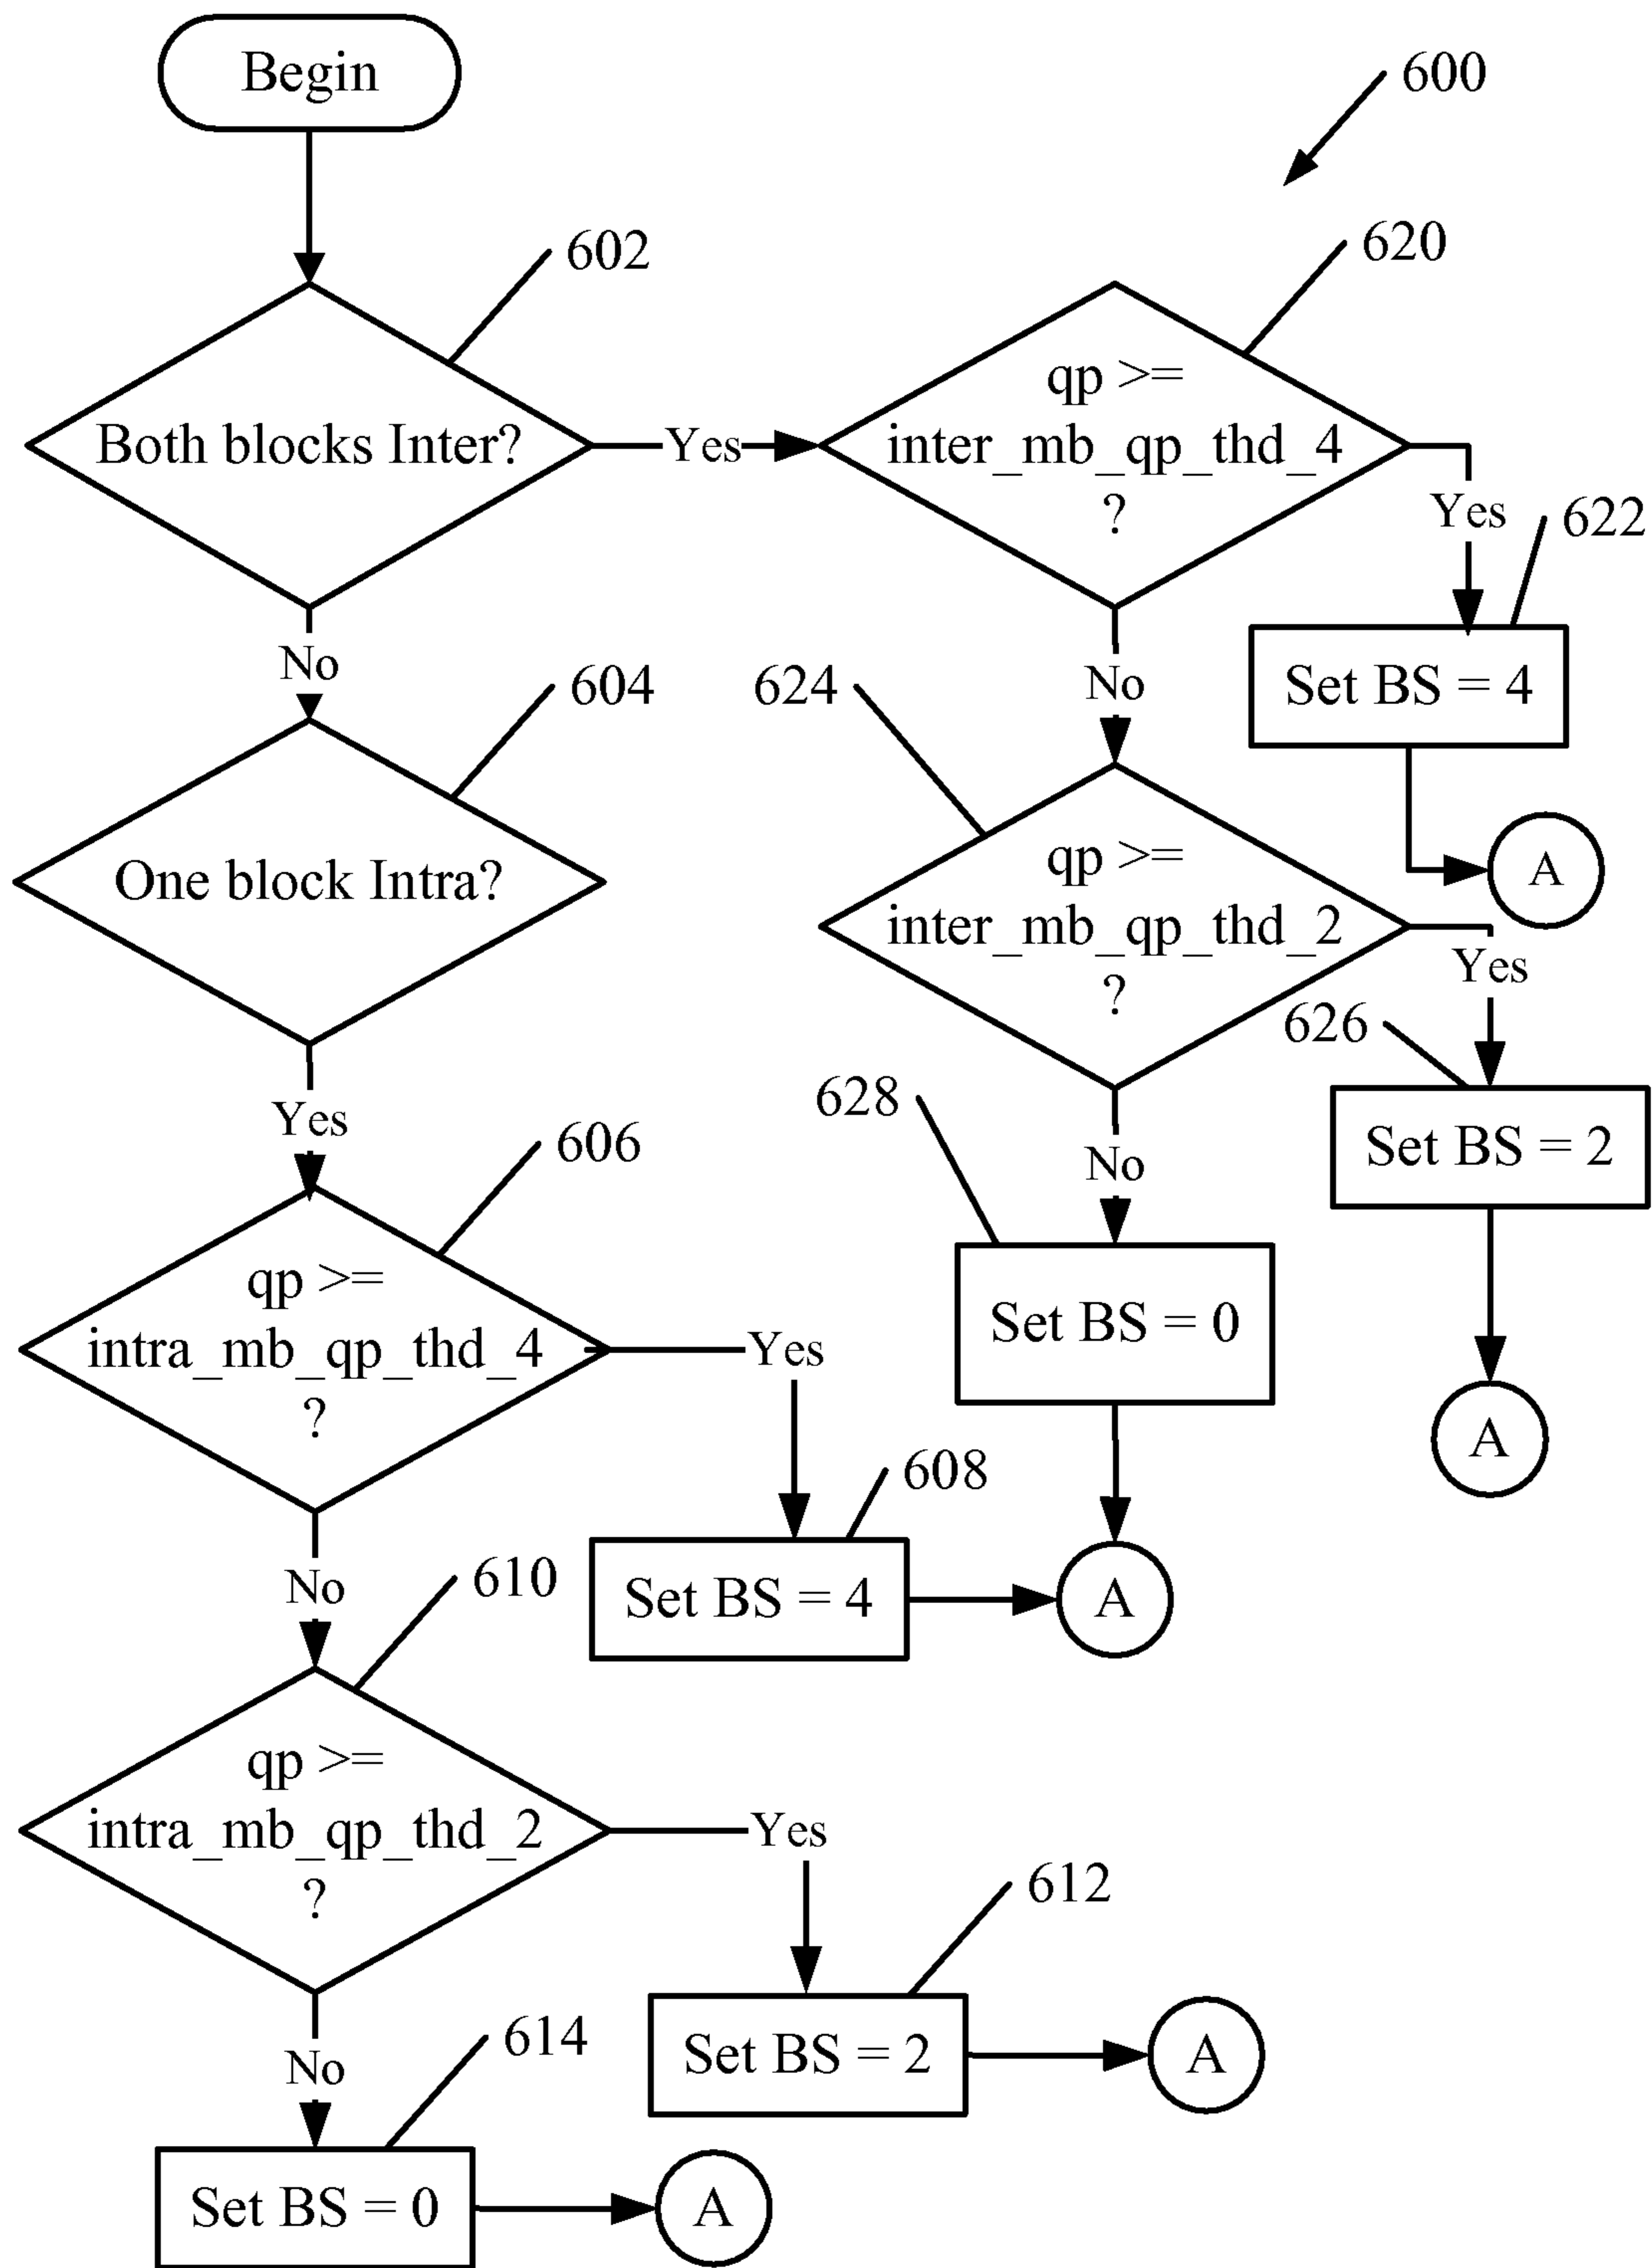 Begin
600
602
620
Both blocks Inter?
Yes
qp >=
inter_mb_qp_thd_4
?
Yes
622
No
604
624
No
Set BS = 4
One block Intra?
qp >=
inter_mb_qp_thd_2
?
A
Yes
626
Yes
606
628
No
Set BS = 2
qp >=
intra_mb_qp_thd_4
?
Yes
Set BS = 0
A
608
No
610
Set BS = 4
A
qp >=
intra_mb_qp_thd_2
?
Yes
612
No
614
Set BS = 2
A
Set BS = 0
A